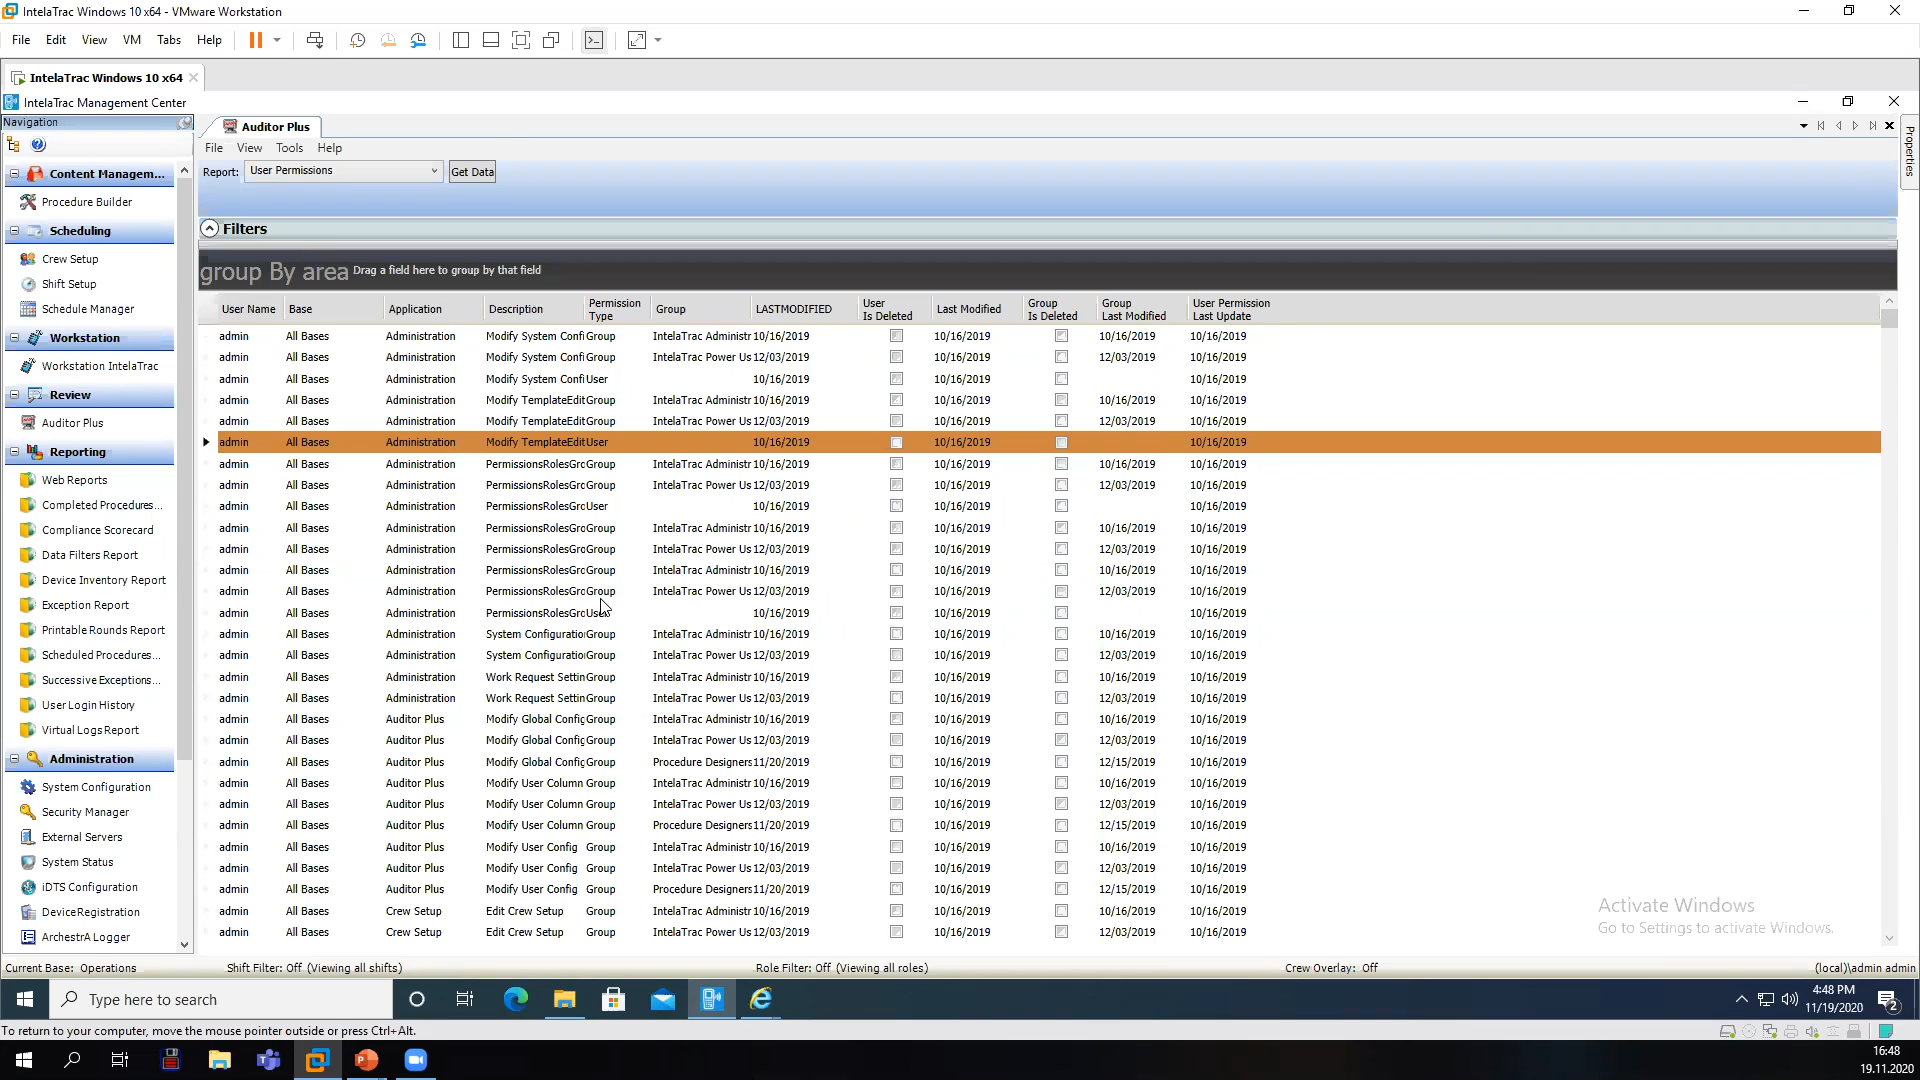 IntelaTrac Windows 10 x64 - VMware Workstation
File Edit View VM Tabs Help
IntelaTrac Windows 10 x64
IntelaTrac Management Center
Navigation
Content Managem...
Procedure Builder
Scheduling
Crew Setup
Shift Setup
Schedule Manager
Workstation
Workstation IntelaTrac
Review
Auditor Plus
Reporting
Web Reports
Completed Procedures...
Compliance Scorecard
Data Filters Report
Device Inventory Report
Exception Report
Printable Rounds Report
Scheduled Procedures...
Successive Exceptions...
User Login History
Virtual Logs Report
Administration
System Configuration
Security Manager
External Servers
System Status
iDTS Configuration
DeviceRegistration
ArchestrA Logger
Auditor Plus
File View Tools Help
Report: User Permissions Get Data
Filters
group By area Drag a field here to group by that field
User Name Base Application Description Permission Type Group LASTMODIFIED User Is Deleted Last Modified Group Is Deleted Group Last Modified User Permission Last Update
admin All Bases Administration Modify System Confi Group IntelaTrac Administr 10/16/2019 10/16/2019 10/16/2019 10/16/2019
admin All Bases Administration Modify System Confi Group IntelaTrac Power Us 12/03/2019 10/16/2019 12/03/2019 10/16/2019
admin All Bases Administration Modify System Confi User 10/16/2019 10/16/2019 10/16/2019
admin All Bases Administration Modify TemplateEdit Group IntelaTrac Administr 10/16/2019 10/16/2019 10/16/2019 10/16/2019
admin All Bases Administration Modify TemplateEdit Group IntelaTrac Power Us 12/03/2019 10/16/2019 12/03/2019 10/16/2019
admin All Bases Administration Modify TemplateEdit User 10/16/2019 10/16/2019 10/16/2019
admin All Bases Administration PermissionsRolesGrc Group IntelaTrac Administr 10/16/2019 10/16/2019 10/16/2019 10/16/2019
admin All Bases Administration PermissionsRolesGrc Group IntelaTrac Power Us 12/03/2019 10/16/2019 12/03/2019 10/16/2019
admin All Bases Administration PermissionsRolesGrc User 10/16/2019 10/16/2019 10/16/2019
admin All Bases Administration PermissionsRolesGrc Group IntelaTrac Administr 10/16/2019 10/16/2019 10/16/2019 10/16/2019
admin All Bases Administration PermissionsRolesGrc Group IntelaTrac Power Us 12/03/2019 10/16/2019 12/03/2019 10/16/2019
admin All Bases Administration PermissionsRolesGrc Group IntelaTrac Administr 10/16/2019 10/16/2019 10/16/2019 10/16/2019
admin All Bases Administration PermissionsRolesGrc Group IntelaTrac Power Us 12/03/2019 10/16/2019 12/03/2019 10/16/2019
admin All Bases Administration PermissionsRolesGrc User 10/16/2019 10/16/2019 10/16/2019
admin All Bases Administration System Configuratio Group IntelaTrac Administr 10/16/2019 10/16/2019 10/16/2019 10/16/2019
admin All Bases Administration System Configuratio Group IntelaTrac Power Us 12/03/2019 10/16/2019 12/03/2019 10/16/2019
admin All Bases Administration Work Request Settin Group IntelaTrac Administr 10/16/2019 10/16/2019 10/16/2019 10/16/2019
admin All Bases Administration Work Request Settin Group IntelaTrac Power Us 12/03/2019 10/16/2019 12/03/2019 10/16/2019
admin All Bases Auditor Plus Modify Global Config Group IntelaTrac Administr 10/16/2019 10/16/2019 10/16/2019 10/16/2019
admin All Bases Auditor Plus Modify Global Config Group IntelaTrac Power Us 12/03/2019 10/16/2019 12/03/2019 10/16/2019
admin All Bases Auditor Plus Modify Global Config Group Procedure Designers 11/20/2019 10/16/2019 12/15/2019 10/16/2019
admin All Bases Auditor Plus Modify User Column Group IntelaTrac Administr 10/16/2019 10/16/2019 10/16/2019 10/16/2019
admin All Bases Auditor Plus Modify User Column Group IntelaTrac Power Us 12/03/2019 10/16/2019 12/03/2019 10/16/2019
admin All Bases Auditor Plus Modify User Column Group Procedure Designers 11/20/2019 10/16/2019 12/15/2019 10/16/2019
admin All Bases Auditor Plus Modify User Config Group IntelaTrac Administr 10/16/2019 10/16/2019 10/16/2019 10/16/2019
admin All Bases Auditor Plus Modify User Config Group IntelaTrac Power Us 12/03/2019 10/16/2019 12/03/2019 10/16/2019
admin All Bases Auditor Plus Modify User Config Group Procedure Designers 11/20/2019 10/16/2019 12/15/2019 10/16/2019
admin All Bases Crew Setup Edit Crew Setup Group IntelaTrac Administr 10/16/2019 10/16/2019 10/16/2019 10/16/2019
admin All Bases Crew Setup Edit Crew Setup Group IntelaTrac Power Us 12/03/2019 10/16/2019 12/03/2019 10/16/2019
Properties
Activate Windows
Go to Settings to activate Windows.
Current Base: Operations Shift Filter: Off (Viewing all shifts) Role Filter: Off (Viewing all roles) Crew Overlay: Off (local)\admin admin
Type here to search
4:48 PM
11/19/2020
2
To return to your computer, move the mouse pointer outside or press Ctrl+Alt.
16:48
19.11.2020